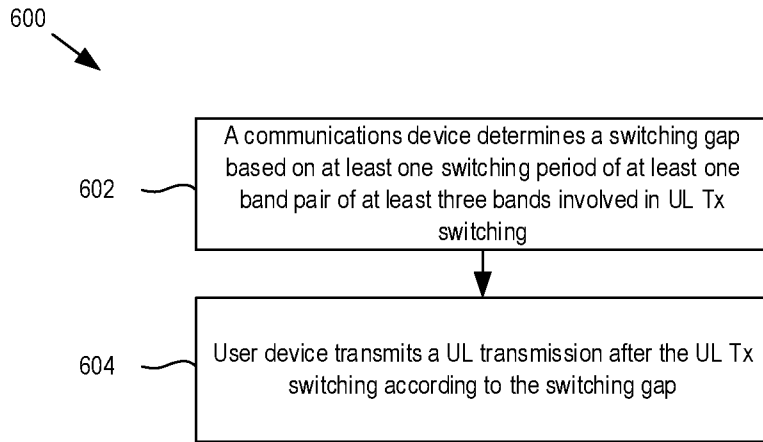 600
A communications device determines a switching gap
based on at least one switching period of at least one
band pair of at least three bands involved in UL Tx
switching
602
User device transmits a UL transmission after the UL Tx
switching according to the switching gap
604